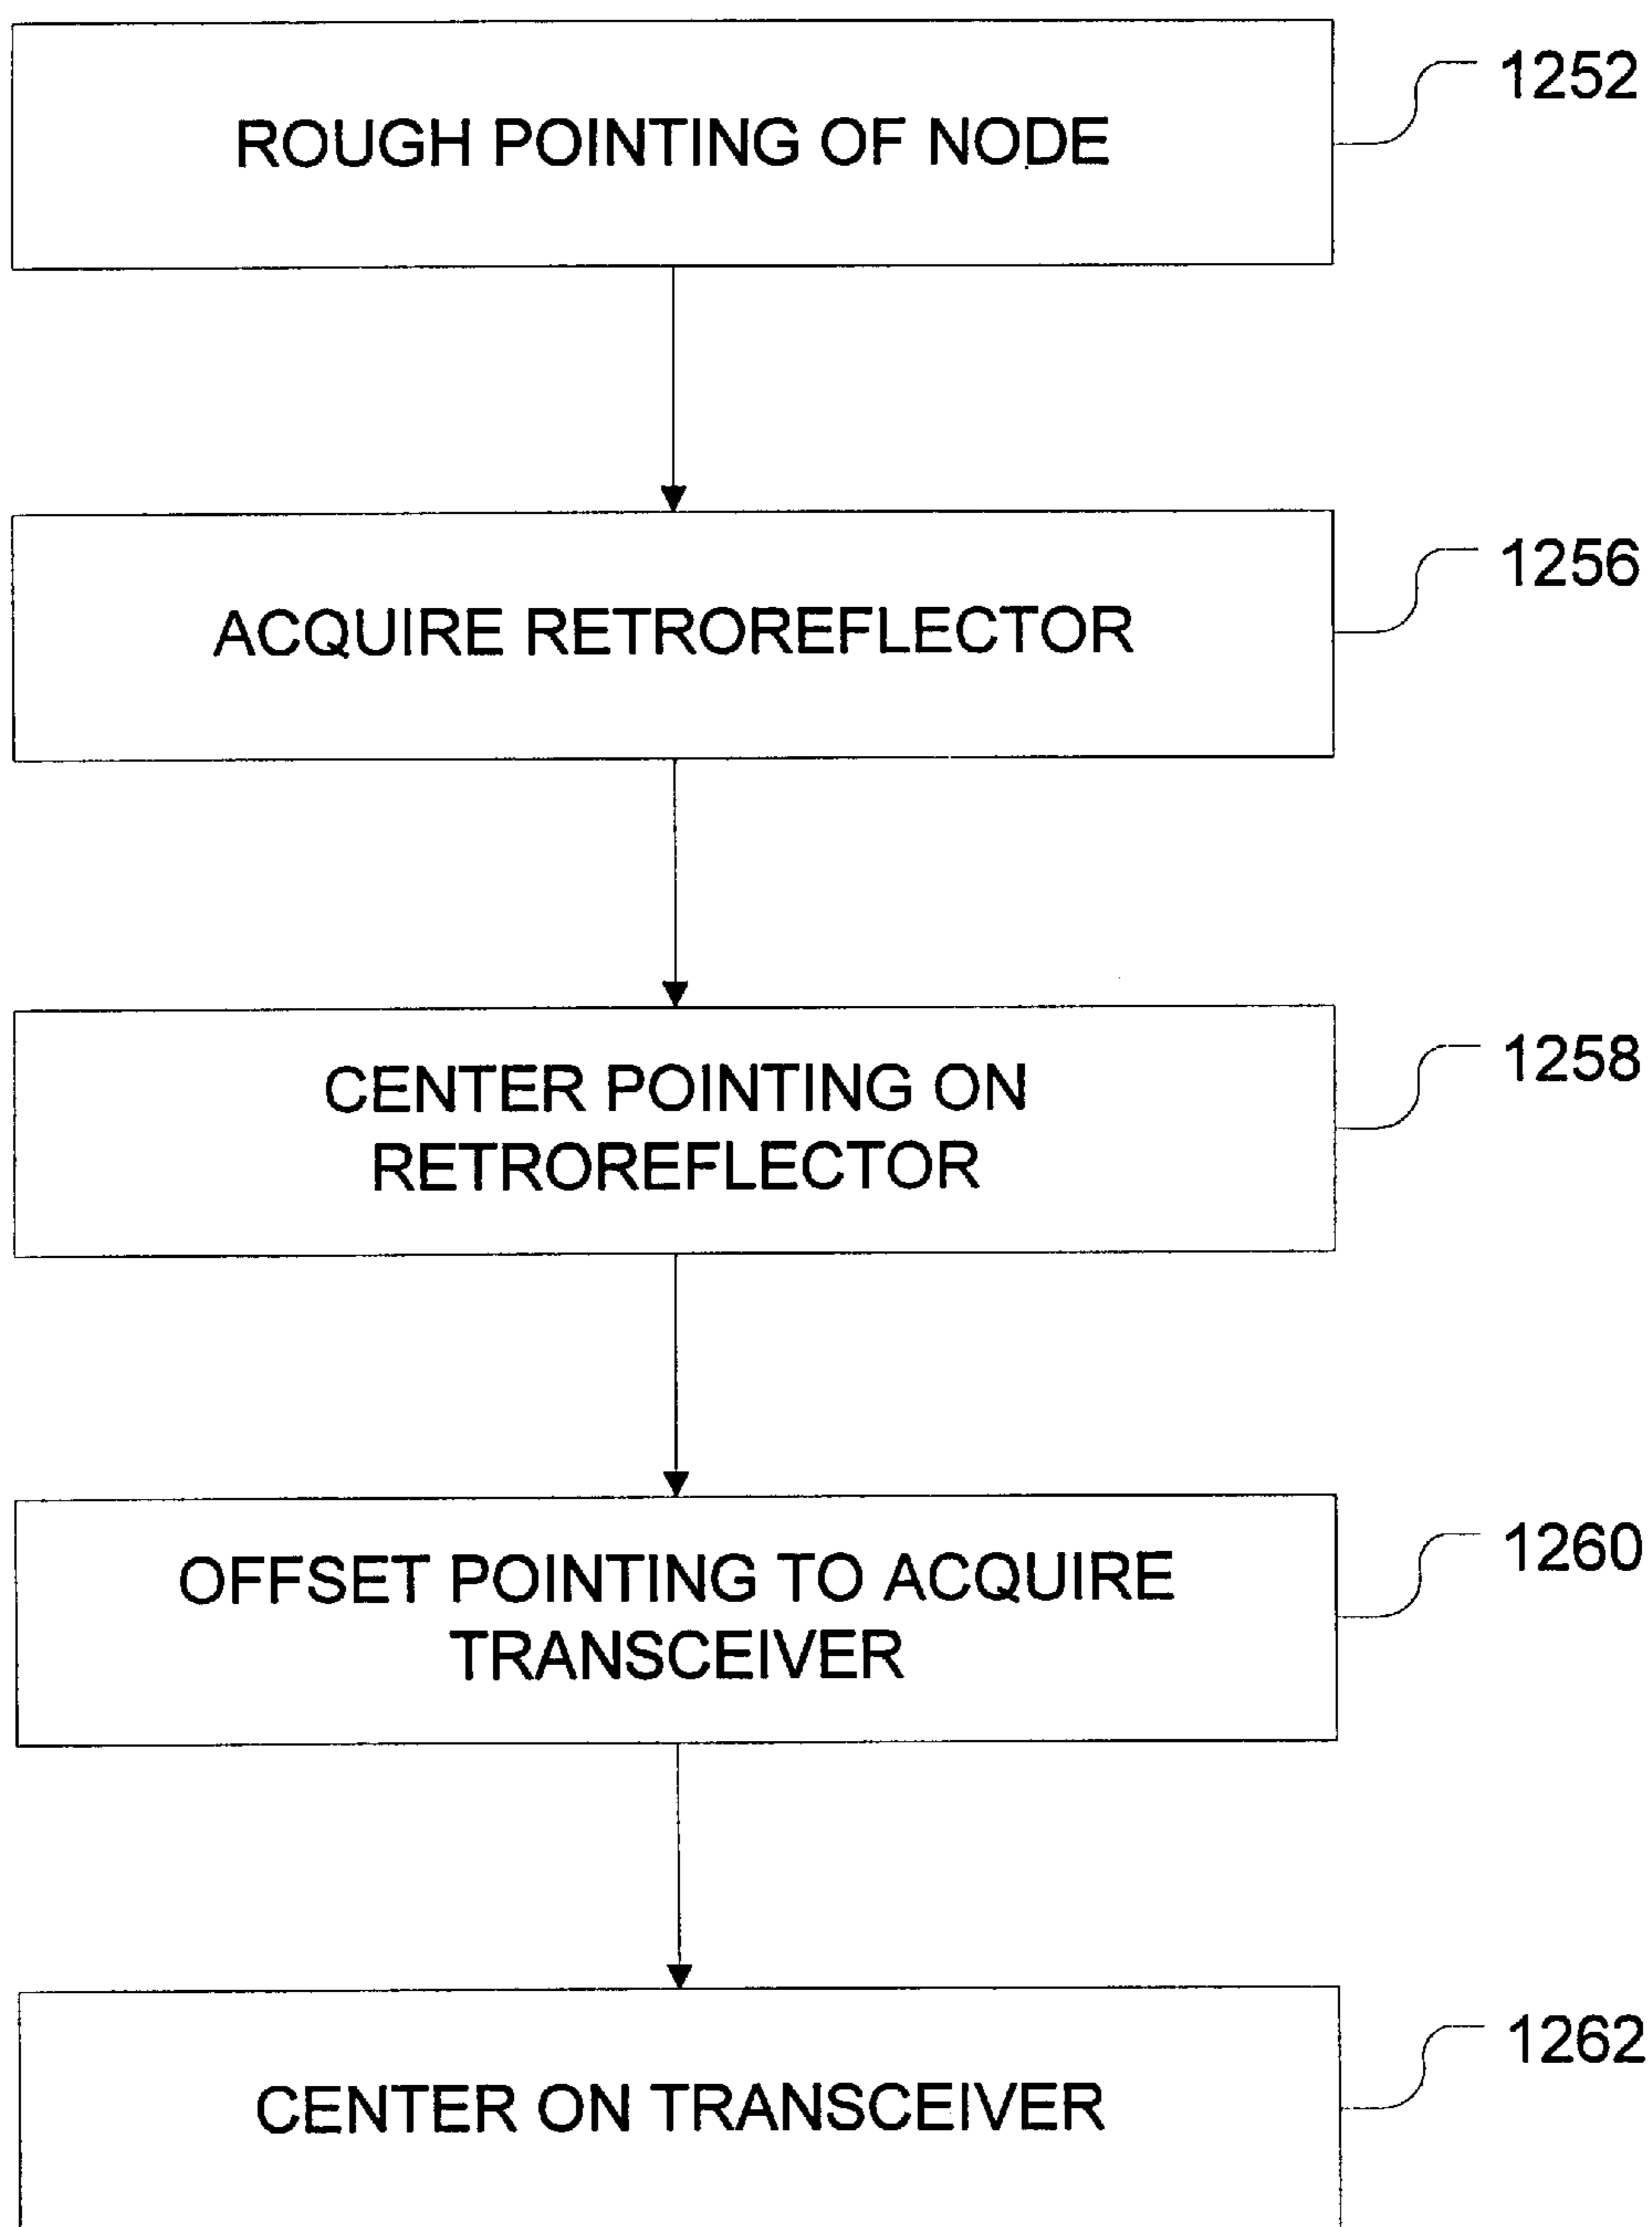 ROUGH POINTING OF NODE
1252
ACQUIRE RETROREFLECTOR
1256
CENTER POINTING ON
RETROREFLECTOR
1258
OFFSET POINTING TO ACQUIRE
TRANSCEIVER
1260
CENTER ON TRANSCEIVER
1262